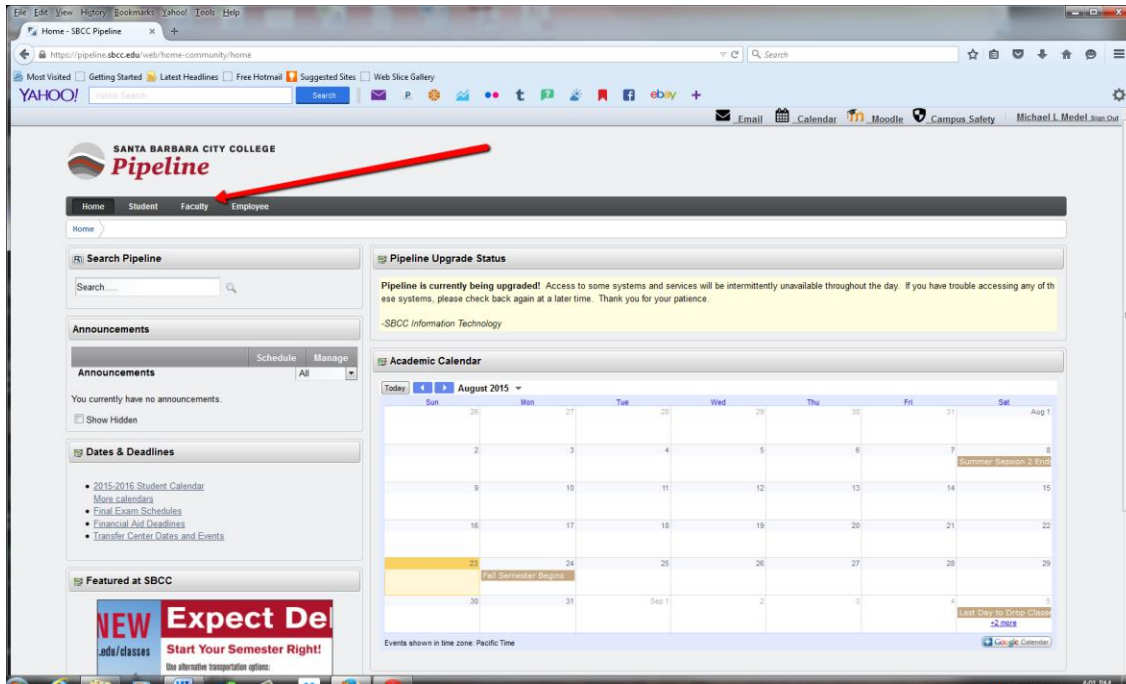 File Edit View History Bookmarks Yahoo! Tools Help
Home - SBCC Pipeline × +
https://pipeline.sbcc.edu/web/home-community/home Search
Most Visited Getting Started Latest Headlines Free Hotmail Suggested Sites Web Slice Gallery
YAHOO! Yahoo Search Search P. t f ebay +
Email Calendar Moodle Campus Safety Michael L Medel Sign Out
SANTA BARBARA CITY COLLEGE
Pipeline
Home Student Faculty Employee
Home
Search Pipeline
Search.....
Announcements
Schedule Manage
Announcements All
You currently have no announcements.
Show Hidden
Dates & Deadlines
• 2015-2016 Student Calendar
More calendars
• Final Exam Schedules
• Financial Aid Deadlines
• Transfer Center Dates and Events
Featured at SBCC
NEW Expect Del
.edu/classes Start Your Semester Right!
Use alternative transportation options:
Pipeline Upgrade Status
Pipeline is currently being upgraded! Access to some systems and services will be intermittently unavailable throughout the day. If you have trouble accessing any of th
ese systems, please check back again at a later time. Thank you for your patience.
-SBCC Information Technology
Academic Calendar
Today August 2015
Sun Mon Tue Wed Thu Fri Sat
26 27 28 29 30 31 Aug 1
2 3 4 5 6 7 8
Summer Session 2 End
9 10 11 12 13 14 15
16 17 18 19 20 21 22
23 24 25 26 27 28 29
Fall Semester Begins
30 31 Sep 1 2 3 4 5
Last Day to Drop Classe
+2 more
Events shown in time zone: Pacific Time Google Calendar
4:01 PM